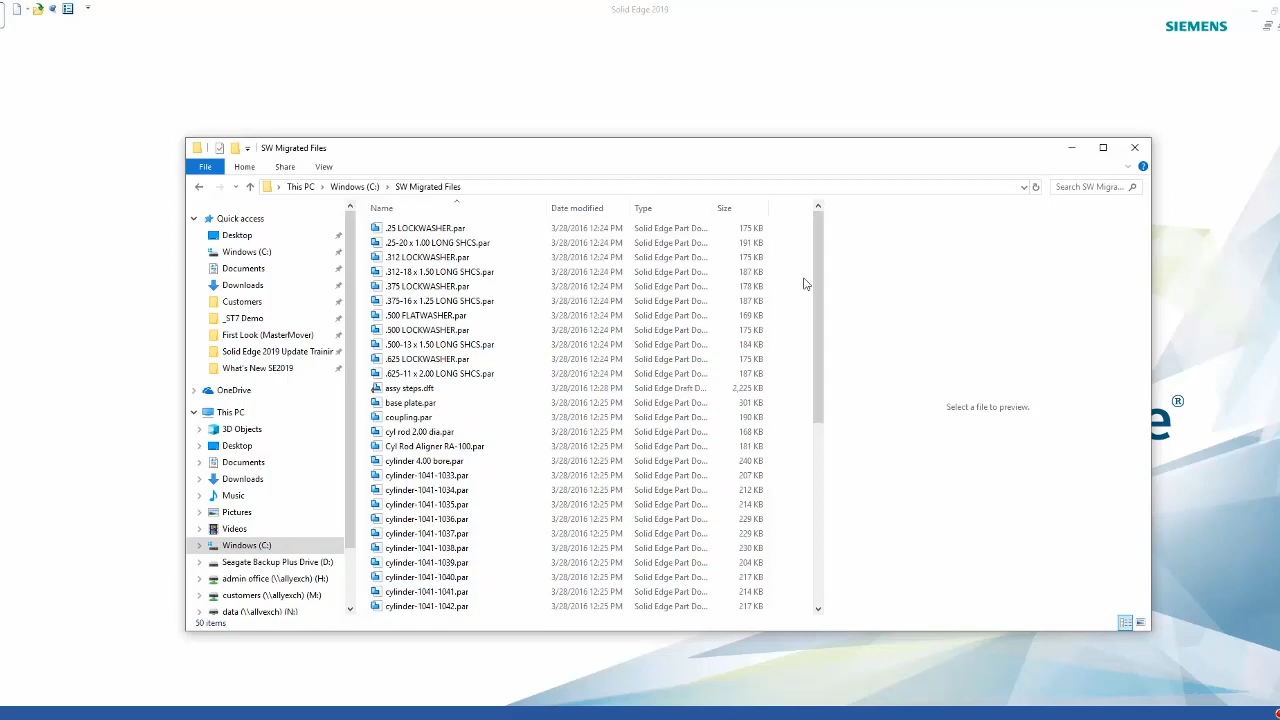 Solid Edge 2019
SIEMENS
SW Migrated Files
File Home Share View
This PC Windows (C:) SW Migrated Files Search SW Migra...
Name Date modified Type Size
Quick access
Desktop
Windows (C:)
Documents
Downloads
Customers
_ST7 Demo
First Look (MasterMover)
Solid Edge 2019 Update Trainir
What's New SE2019
OneDrive
This PC
3D Objects
Desktop
Documents
Downloads
Music
Pictures
Videos
Windows (C:)
Seagate Backup Plus Drive (D:)
admin office (\\allyexch) (H:)
customers (\\allyexch) (M:)
data (\\allyexch) (N:)
.25 LOCKWASHER.par 3/28/2016 12:24 PM Solid Edge Part Do... 175 KB
.25-20 x 1.00 LONG SHCS.par 3/28/2016 12:24 PM Solid Edge Part Do... 191 KB
.312 LOCKWASHER.par 3/28/2016 12:24 PM Solid Edge Part Do... 175 KB
.312-18 x 1.50 LONG SHCS.par 3/28/2016 12:24 PM Solid Edge Part Do... 187 KB
.375 LOCKWASHER.par 3/28/2016 12:24 PM Solid Edge Part Do... 178 KB
.375-16 x 1.25 LONG SHCS.par 3/28/2016 12:24 PM Solid Edge Part Do... 187 KB
.500 FLATWASHER.par 3/28/2016 12:24 PM Solid Edge Part Do... 169 KB
.500 LOCKWASHER.par 3/28/2016 12:24 PM Solid Edge Part Do... 175 KB
.500-13 x 1.50 LONG SHCS.par 3/28/2016 12:24 PM Solid Edge Part Do... 184 KB
.625 LOCKWASHER.par 3/28/2016 12:24 PM Solid Edge Part Do... 175 KB
.625-11 x 2.00 LONG SHCS.par 3/28/2016 12:24 PM Solid Edge Part Do... 187 KB
assy steps.dft 3/28/2016 12:28 PM Solid Edge Draft D... 2,225 KB
base plate.par 3/28/2016 12:25 PM Solid Edge Part Do... 301 KB
coupling.par 3/28/2016 12:25 PM Solid Edge Part Do... 190 KB
cyl rod 2.00 dia.par 3/28/2016 12:25 PM Solid Edge Part Do... 168 KB
Cyl Rod Aligner RA-100.par 3/28/2016 12:25 PM Solid Edge Part Do... 181 KB
cylinder 4.00 bore.par 3/28/2016 12:25 PM Solid Edge Part Do... 240 KB
cylinder-1041-1033.par 3/28/2016 12:25 PM Solid Edge Part Do... 207 KB
cylinder-1041-1034.par 3/28/2016 12:25 PM Solid Edge Part Do... 212 KB
cylinder-1041-1035.par 3/28/2016 12:25 PM Solid Edge Part Do... 214 KB
cylinder-1041-1036.par 3/28/2016 12:25 PM Solid Edge Part Do... 229 KB
cylinder-1041-1037.par 3/28/2016 12:25 PM Solid Edge Part Do... 229 KB
cylinder-1041-1038.par 3/28/2016 12:25 PM Solid Edge Part Do... 230 KB
cylinder-1041-1039.par 3/28/2016 12:25 PM Solid Edge Part Do... 204 KB
cylinder-1041-1040.par 3/28/2016 12:25 PM Solid Edge Part Do... 217 KB
cylinder-1041-1041.par 3/28/2016 12:25 PM Solid Edge Part Do... 214 KB
cylinder-1041-1042.par 3/28/2016 12:25 PM Solid Edge Part Do... 217 KB
Select a file to preview.
e®
50 items